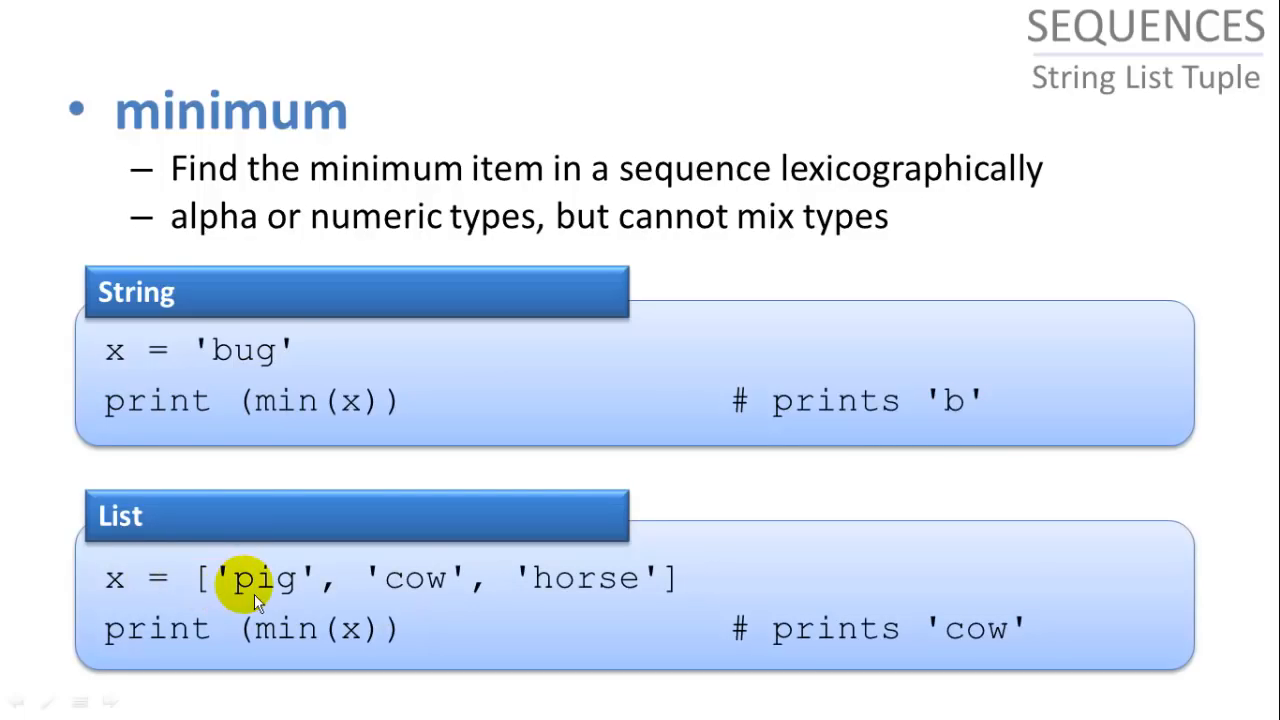 SEQUENCES
String List Tuple
• minimum
– Find the minimum item in a sequence lexicographically
– alpha or numeric types, but cannot mix types
String
x = 'bug'
print (min(x)) # prints 'b'
List
x = ['pig', 'cow', 'horse']
print (min(x)) # prints 'cow'